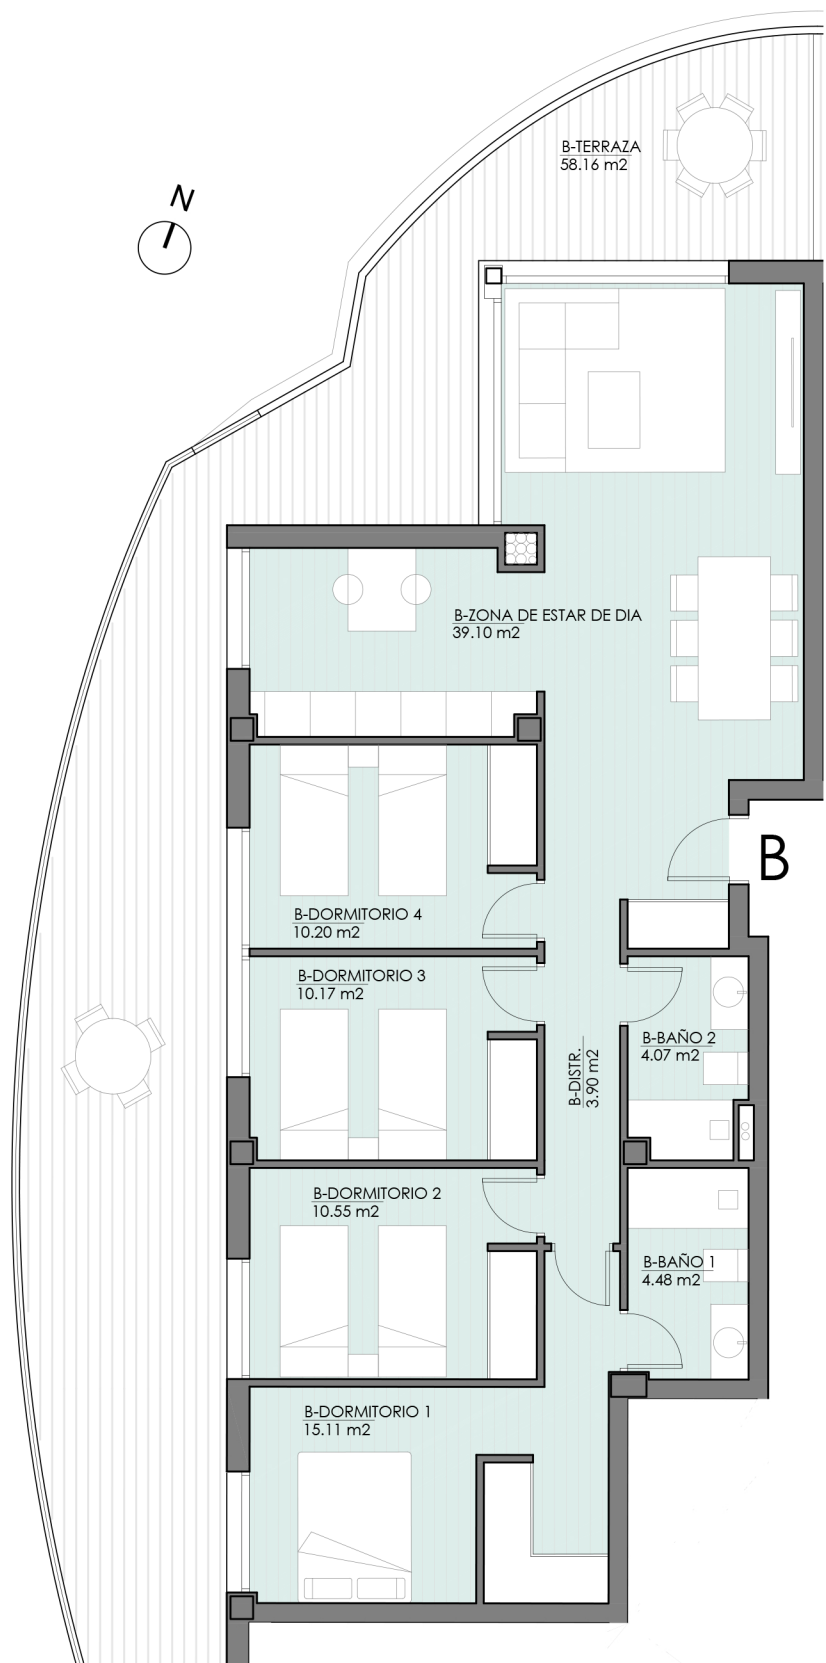 B-TERRAZA
58.16 m2
N
B-ZONA DE ESTAR DE DIA
39.10 m2
B
B-DORMITORIO 4
10.20 m2
B-DORMITORIO 3
10.17 m2
B-BAÑO 2
4.07 m2
B-DISTR.
3.90 m2
B-DORMITORIO 2
10.55 m2
B-BAÑO 1
4.48 m2
B-DORMITORIO 1
15.11 m2